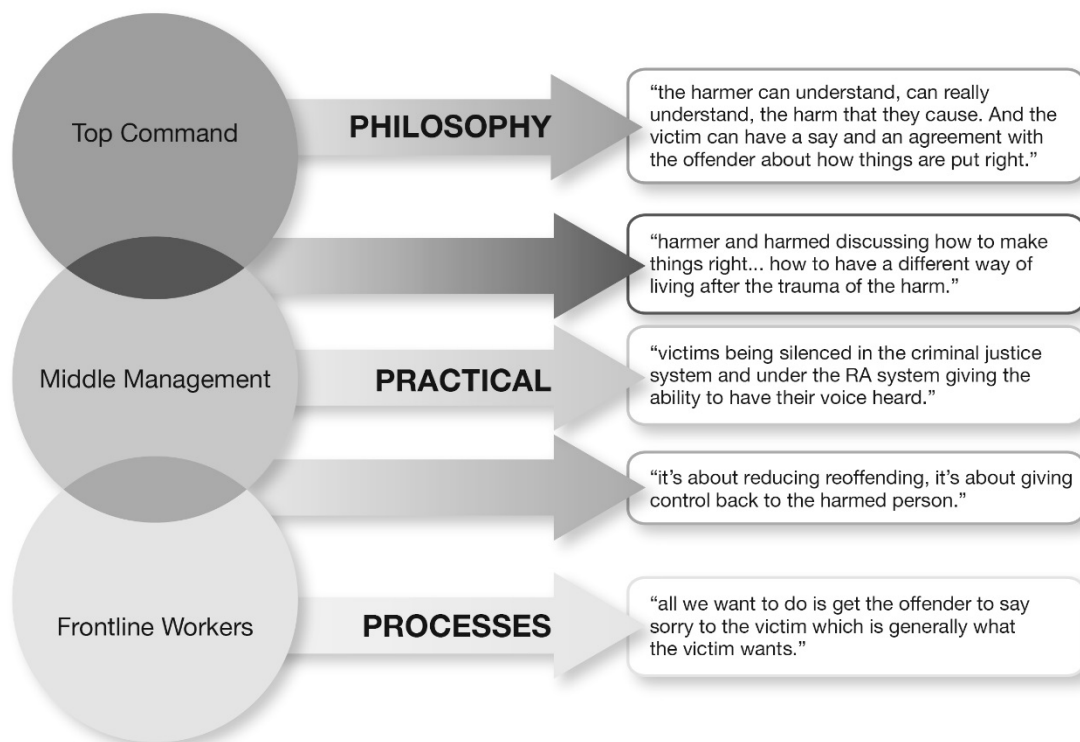 Top Command
PHILOSOPHY
“the harmer can understand, can really
understand, the harm that they cause. And the
victim can have a say and an agreement with
the offender about how things are put right.”
“harmer and harmed discussing how to make
things right... how to have a different way of
living after the trauma of the harm.”
Middle Management
PRACTICAL
“victims being silenced in the criminal justice
system and under the RA system giving the
ability to have their voice heard.”
“it’s about reducing reoffending, it’s about giving
control back to the harmed person.”
Frontline Workers
PROCESSES
“all we want to do is get the offender to say
sorry to the victim which is generally what
the victim wants.”